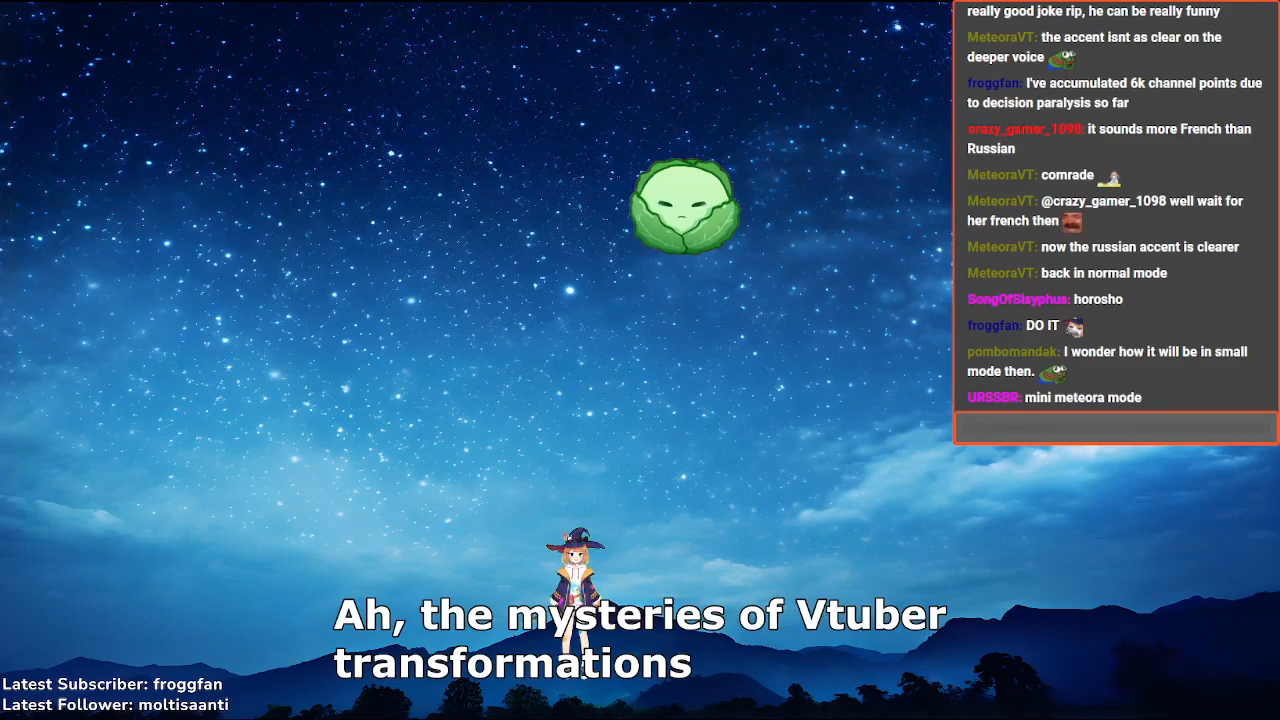 really good joke rip, he can be really funny
MeteoraVT: the accent isnt as clear on the
deeper voice
froggfan: I've accumulated 6k channel points due
to decision paralysis so far
crazy_gamer_1098: it sounds more French than
Russian
MeteoraVT: comrade
MeteoraVT: @crazy_gamer_1098 well wait for
her french then
MeteoraVT: now the russian accent is clearer
MeteoraVT: back in normal mode
SongOfSisyphus: horosho
froggfan: DO IT
pombomandak: I wonder how it will be in small
mode then.
URSSBR: mini meteora mode
Ah, the mysteries of Vtuber
transformations
Latest Subscriber: froggfan
Latest Follower: moltisaanti